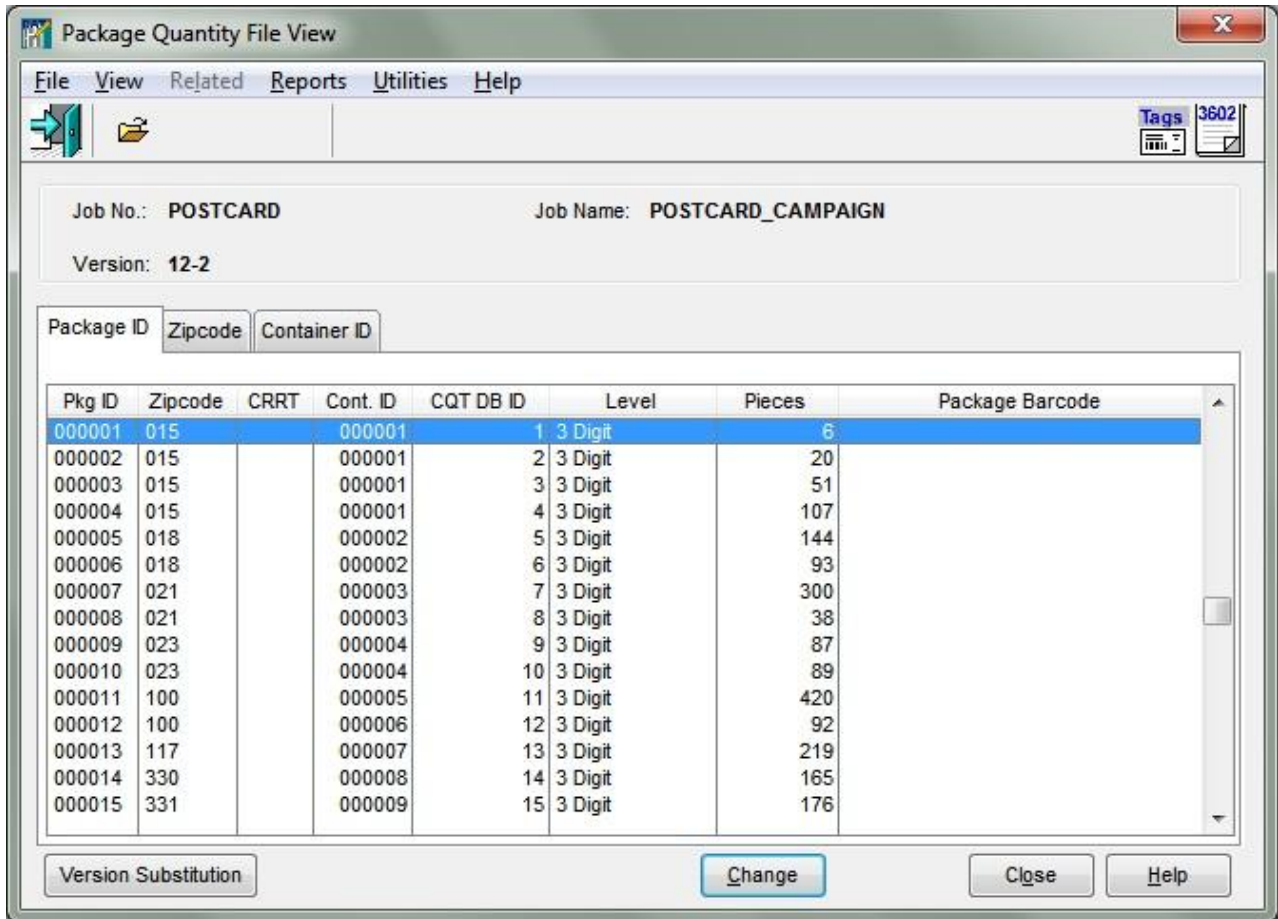 Package Quantity File View
File View Related Reports Utilities Help
Tags 3602
Job No.: POSTCARD Job Name: POSTCARD_CAMPAIGN
Version: 12-2
Package ID Zipcode Container ID
Pkg ID Zipcode CRRT Cont. ID CQT DB ID Level Pieces Package Barcode
000001 015 000001 1 3 Digit 6
000002 015 000001 2 3 Digit 20
000003 015 000001 3 3 Digit 51
000004 015 000001 4 3 Digit 107
000005 018 000002 5 3 Digit 144
000006 018 000002 6 3 Digit 93
000007 021 000003 7 3 Digit 300
000008 021 000003 8 3 Digit 38
000009 023 000004 9 3 Digit 87
000010 023 000004 10 3 Digit 89
000011 100 000005 11 3 Digit 420
000012 100 000006 12 3 Digit 92
000013 117 000007 13 3 Digit 219
000014 330 000008 14 3 Digit 165
000015 331 000009 15 3 Digit 176
Version Substitution Change Close Help